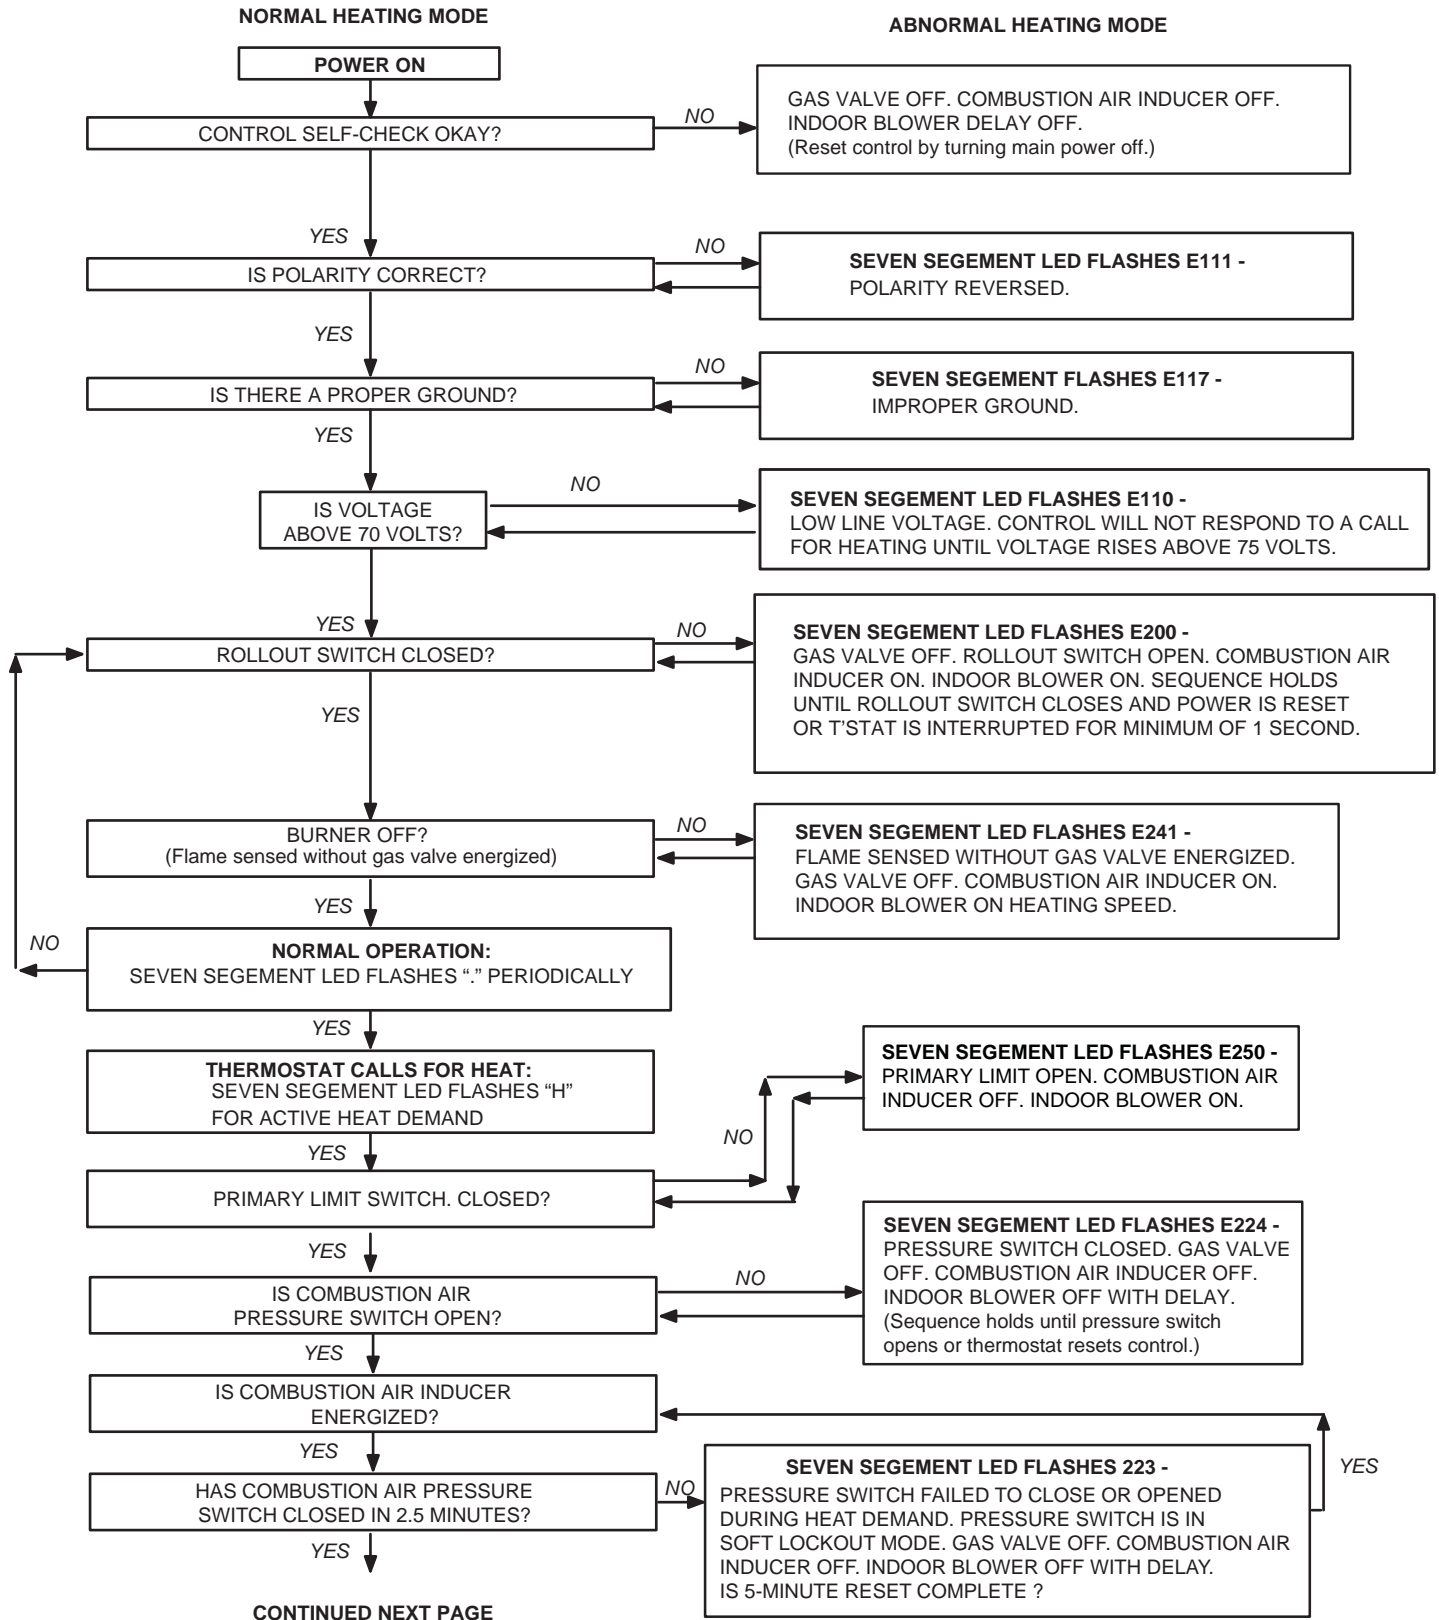 NORMAL HEATING MODE
ABNORMAL HEATING MODE
POWER ON
CONTROL SELF-CHECK OKAY?
NO
GAS VALVE OFF. COMBUSTION AIR INDUCER OFF.
INDOOR BLOWER DELAY OFF.
(Reset control by turning main power off.)
YES
IS POLARITY CORRECT?
NO
SEVEN SEGEMENT LED FLASHES E111 -
POLARITY REVERSED.
YES
IS THERE A PROPER GROUND?
NO
SEVEN SEGEMENT FLASHES E117 -
IMPROPER GROUND.
YES
IS VOLTAGE
ABOVE 70 VOLTS?
NO
SEVEN SEGEMENT LED FLASHES E110 -
LOW LINE VOLTAGE. CONTROL WILL NOT RESPOND TO A CALL
FOR HEATING UNTIL VOLTAGE RISES ABOVE 75 VOLTS.
YES
ROLLOUT SWITCH CLOSED?
NO
SEVEN SEGEMENT LED FLASHES E200 -
GAS VALVE OFF. ROLLOUT SWITCH OPEN. COMBUSTION AIR
INDUCER ON. INDOOR BLOWER ON. SEQUENCE HOLDS
UNTIL ROLLOUT SWITCH CLOSES AND POWER IS RESET
OR T'STAT IS INTERRUPTED FOR MINIMUM OF 1 SECOND.
YES
BURNER OFF?
(Flame sensed without gas valve energized)
NO
SEVEN SEGEMENT LED FLASHES E241 -
FLAME SENSED WITHOUT GAS VALVE ENERGIZED.
GAS VALVE OFF. COMBUSTION AIR INDUCER ON.
INDOOR BLOWER ON HEATING SPEED.
YES
NO
NORMAL OPERATION:
SEVEN SEGEMENT LED FLASHES “.” PERIODICALLY
YES
THERMOSTAT CALLS FOR HEAT:
SEVEN SEGEMENT LED FLASHES “H”
FOR ACTIVE HEAT DEMAND
SEVEN SEGEMENT LED FLASHES E250 -
PRIMARY LIMIT OPEN. COMBUSTION AIR
INDUCER OFF. INDOOR BLOWER ON.
NO
YES
PRIMARY LIMIT SWITCH. CLOSED?
YES
IS COMBUSTION AIR
PRESSURE SWITCH OPEN?
NO
SEVEN SEGEMENT LED FLASHES E224 -
PRESSURE SWITCH CLOSED. GAS VALVE
OFF. COMBUSTION AIR INDUCER OFF.
INDOOR BLOWER OFF WITH DELAY.
(Sequence holds until pressure switch
opens or thermostat resets control.)
YES
IS COMBUSTION AIR INDUCER
ENERGIZED?
YES
HAS COMBUSTION AIR PRESSURE
SWITCH CLOSED IN 2.5 MINUTES?
NO
SEVEN SEGEMENT LED FLASHES 223 -
PRESSURE SWITCH FAILED TO CLOSE OR OPENED
DURING HEAT DEMAND. PRESSURE SWITCH IS IN
SOFT LOCKOUT MODE. GAS VALVE OFF. COMBUSTION AIR
INDUCER OFF. INDOOR BLOWER OFF WITH DELAY.
IS 5-MINUTE RESET COMPLETE ?
YES
YES
CONTINUED NEXT PAGE